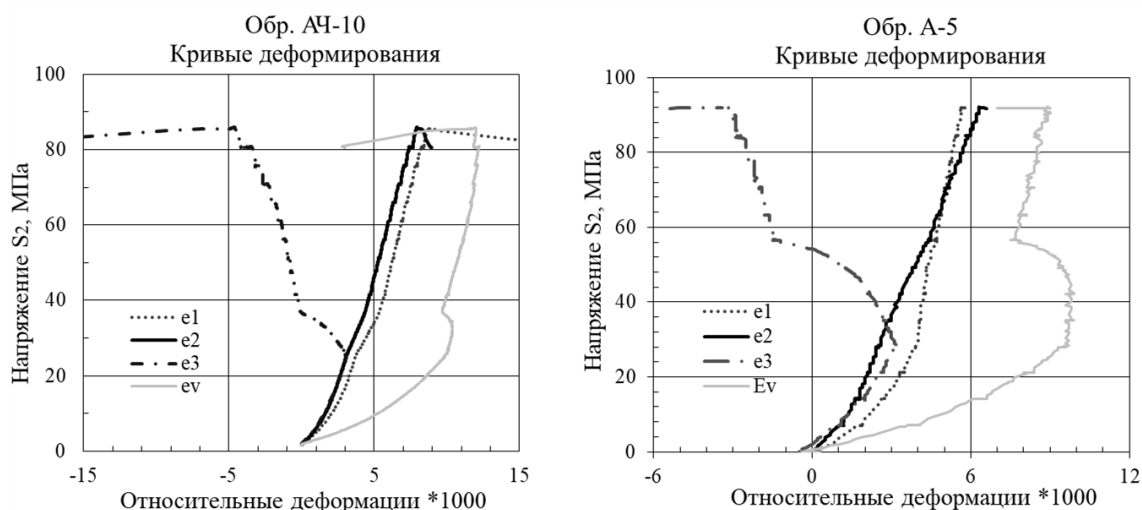 Обр. АЧ-10
Кривые деформирования
Напряжение S2, МПа
100
80
60
40
20
0
e1
e2
e3
ev
-15
-5
5
15
Относительные деформации *1000
Обр. А-5
Кривые деформирования
Напряжение S2, МПа
100
80
60
40
20
0
e1
e2
e3
Ev
-6
0
6
12
Относительные деформации *1000